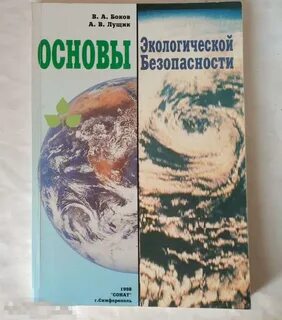 В. А. Боков
А. В. Лущик
ОСНОВЫ
Экологической
Безопасности
1998
"СОНАТ"
г. Симферополь